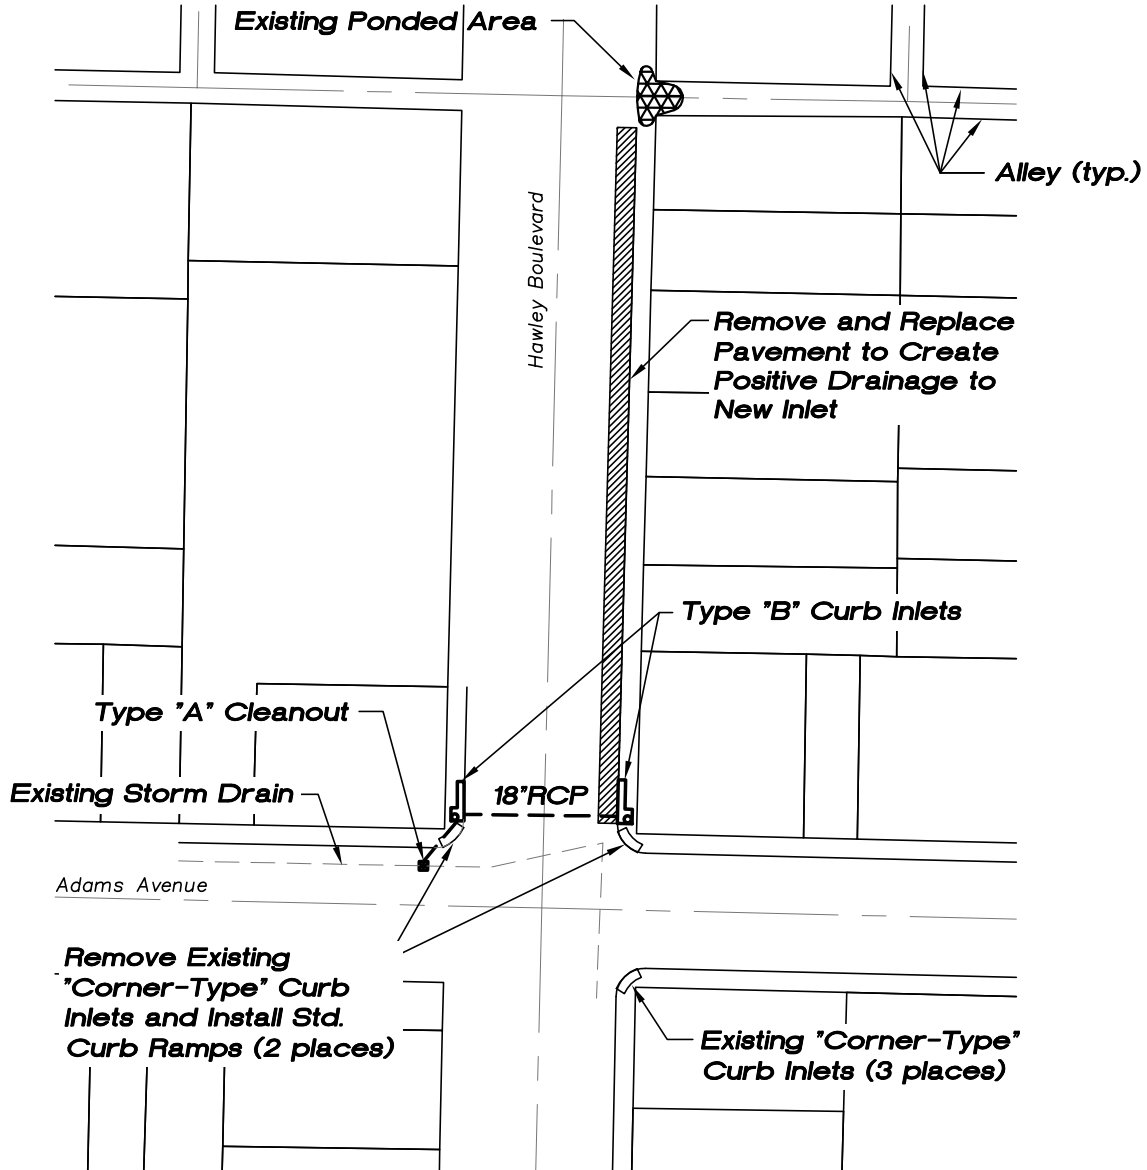 Existing Ponded Area
Alley (typ.)
Hawley Boulevard
Remove and Replace
Pavement to Create
Positive Drainage to
New Inlet
Type "B" Curb Inlets
Type "A" Cleanout
Existing Storm Drain
18"RCP
Adams Avenue
Remove Existing
"Corner-Type" Curb
Inlets and Install Std.
Curb Ramps (2 places)
Existing "Corner-Type"
Curb Inlets (3 places)